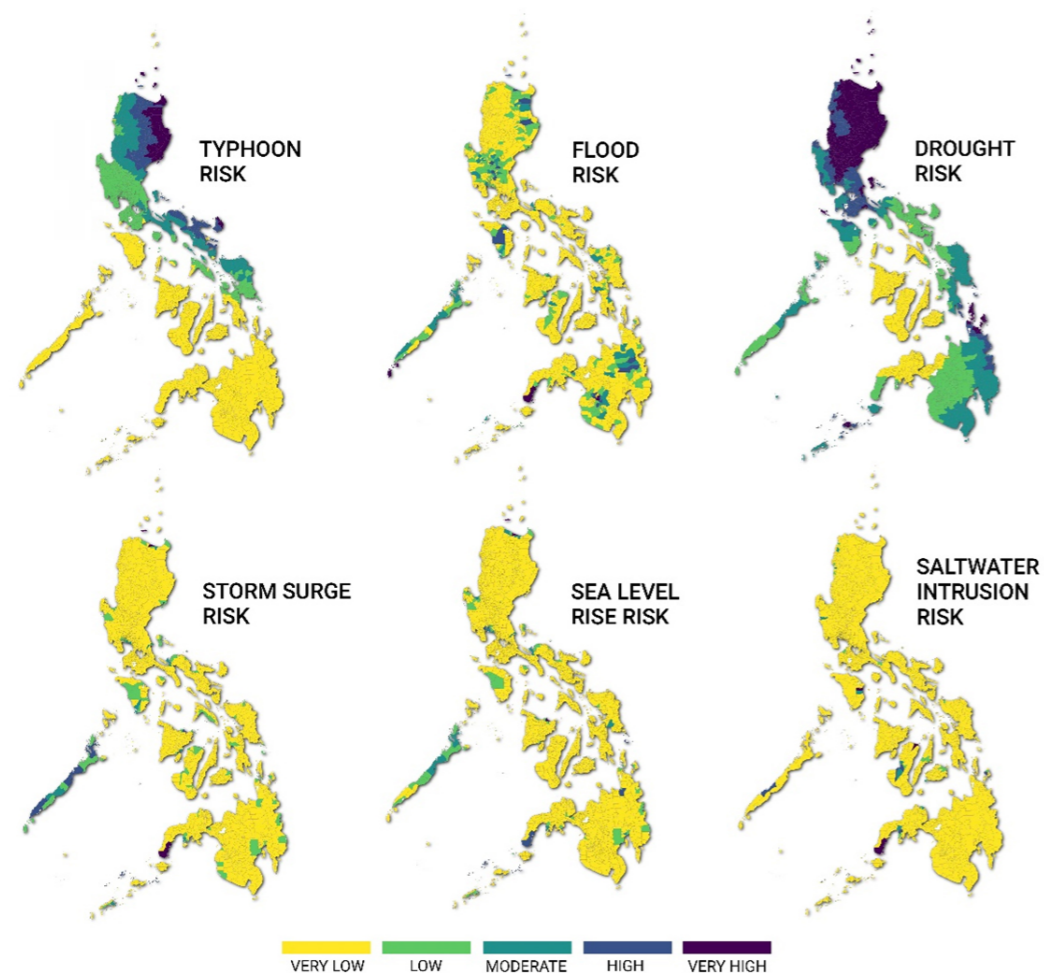 TYPHOON
RISK
FLOOD
RISK
DROUGHT
RISK
STORM SURGE
RISK
SEA LEVEL
RISE RISK
SALTWATER
INTRUSION
RISK
VERY LOW
LOW
MODERATE
HIGH
VERY HIGH